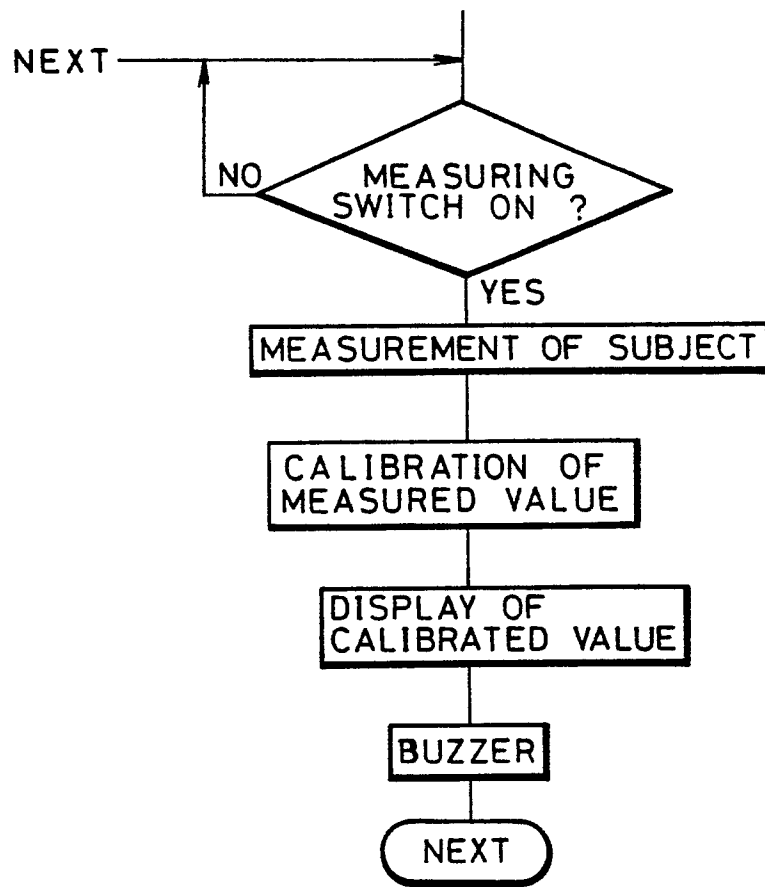 NEXT
NO
MEASURING
SWITCH ON ?
YES
MEASUREMENT OF SUBJECT
CALIBRATION OF
MEASURED VALUE
DISPLAY OF
CALIBRATED VALUE
BUZZER
NEXT